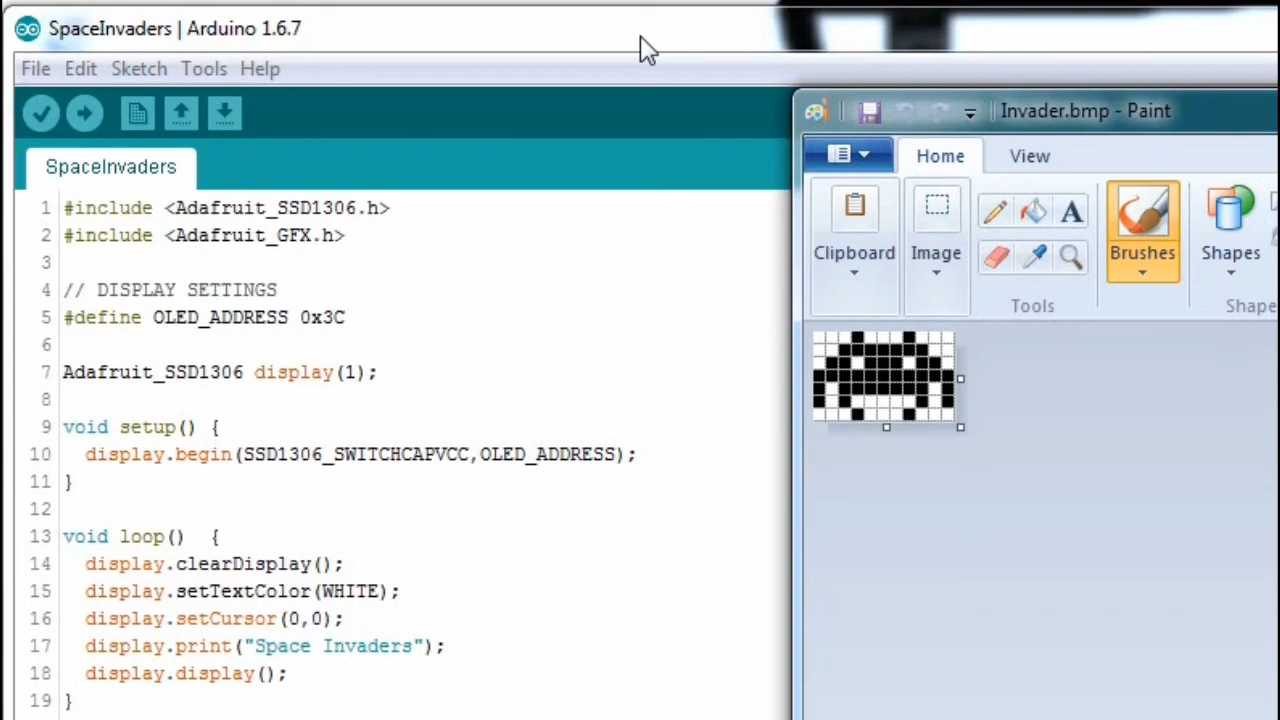 SpaceInvaders | Arduino 1.6.7
File Edit Sketch Tools Help
SpaceInvaders
1 #include <Adafruit_SSD1306.h>
2 #include <Adafruit_GFX.h>
3
4 // DISPLAY SETTINGS
5 #define OLED_ADDRESS 0x3C
6
7 Adafruit_SSD1306 display(1);
8
9 void setup() {
10 display.begin(SSD1306_SWITCHCAPVCC,OLED_ADDRESS);
11 }
12
13 void loop() {
14 display.clearDisplay();
15 display.setTextColor(WHITE);
16 display.setCursor(0,0);
17 display.print("Space Invaders");
18 display.display();
19 }
Invader.bmp - Paint
Home View
A
Clipboard Image Brushes Shapes
Tools Shape